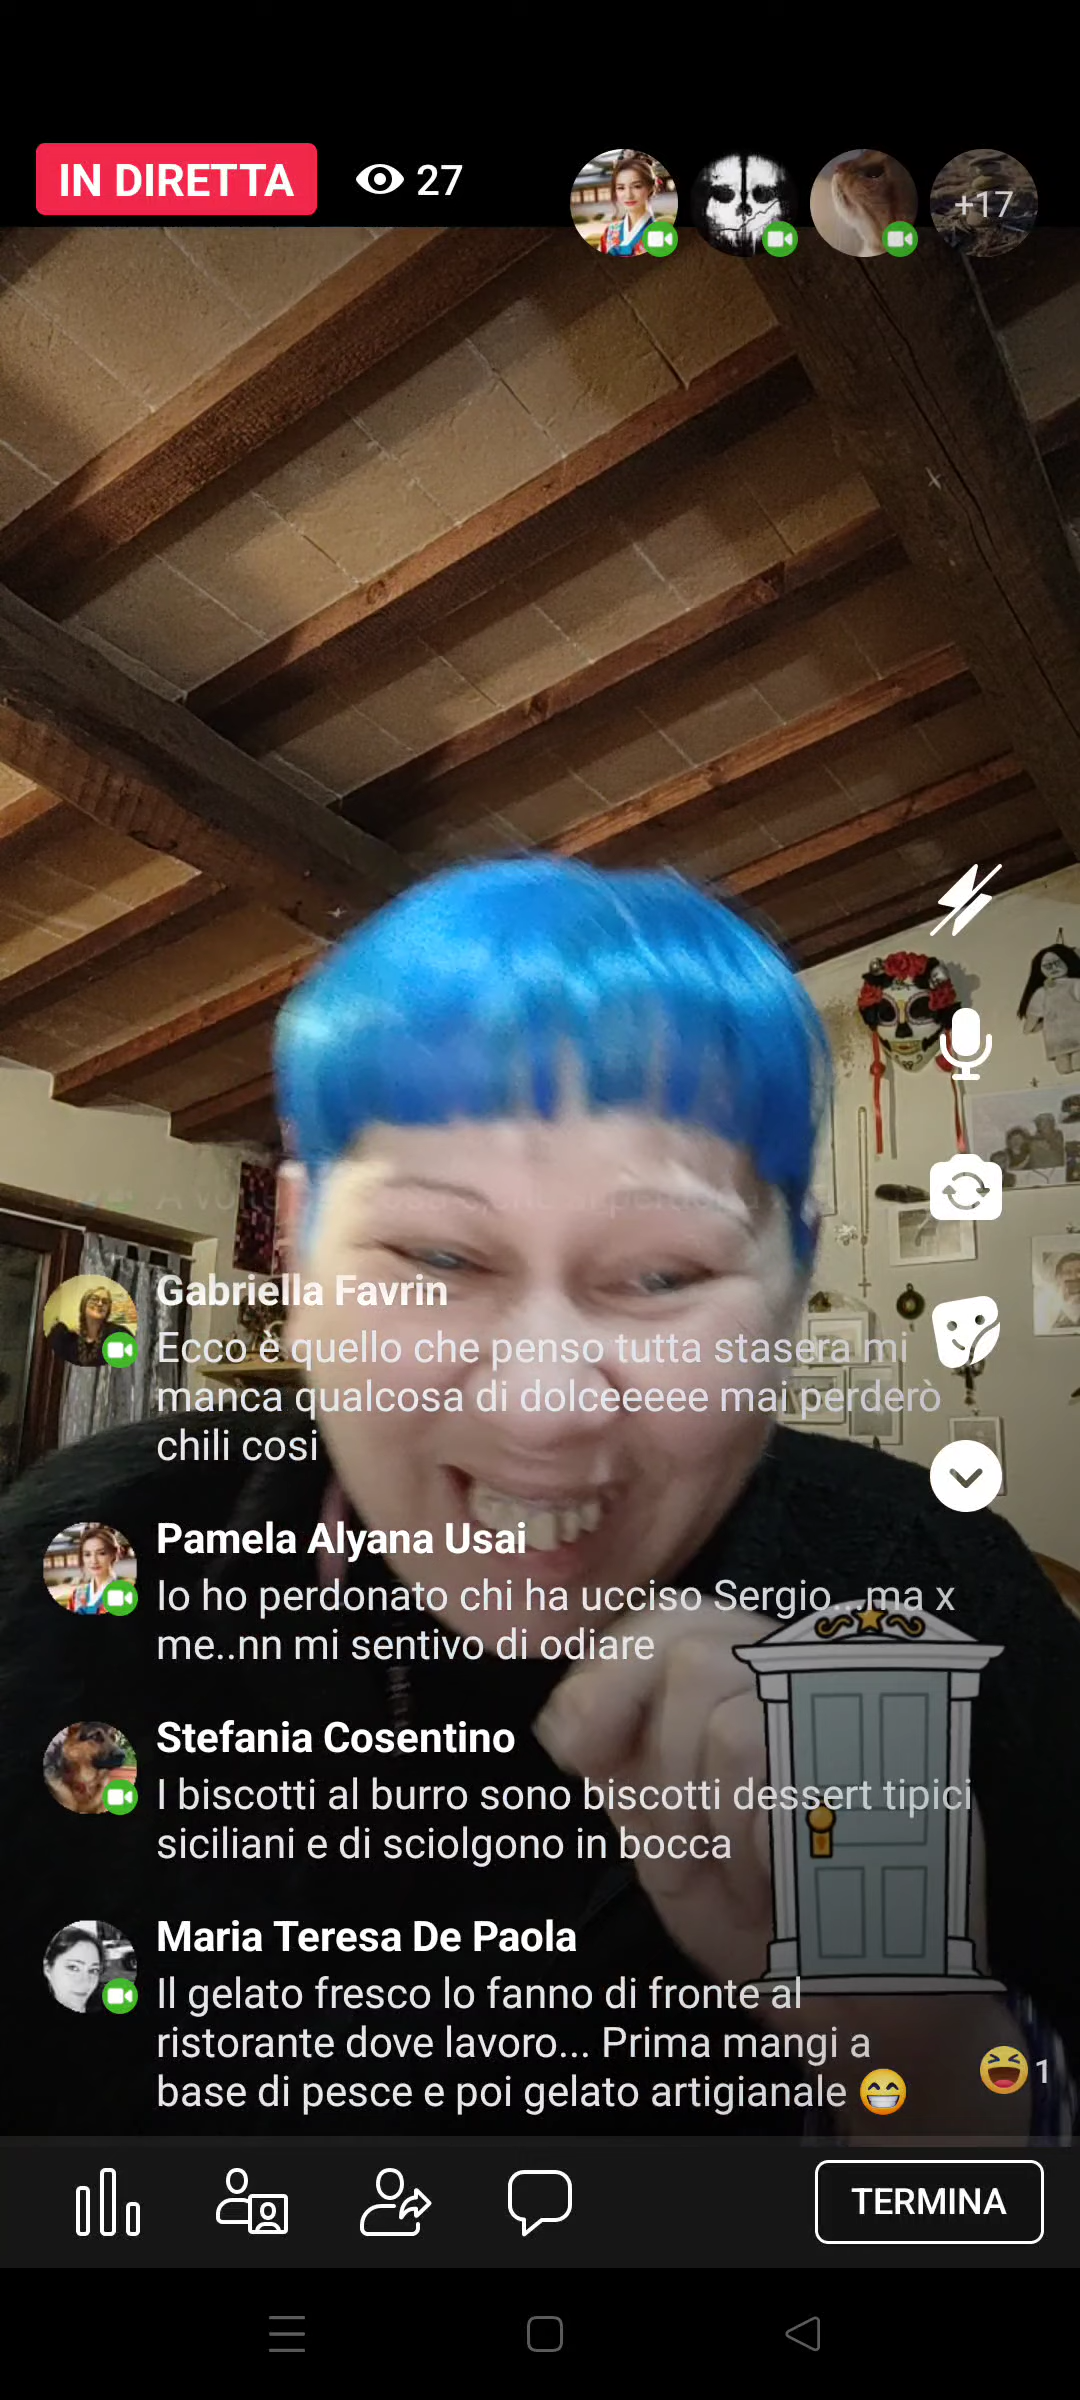 IN DIRETTA
27
+17
Gabriella Favrin
Ecco è quello che penso tutta stasera mi
manca qualcosa di dolceeeee mai perderò
chili cosi
Pamela Alyana Usai
Io ho perdonato chi ha ucciso Sergio...ma x
me..nn mi sentivo di odiare
Stefania Cosentino
I biscotti al burro sono biscotti dessert tipici
siciliani e di sciolgono in bocca
Maria Teresa De Paola
Il gelato fresco lo fanno di fronte al
ristorante dove lavoro... Prima mangi a
base di pesce e poi gelato artigianale 😁
😆 1
TERMINA